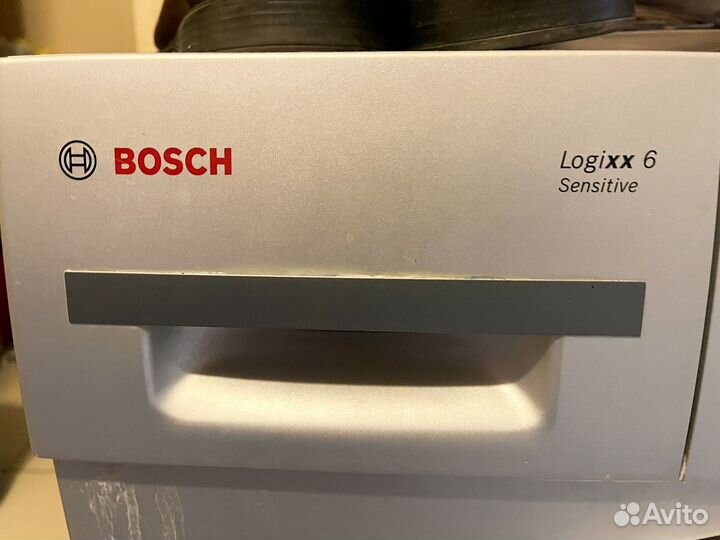 BOSCH
Logixx 6
Sensitive
Avito